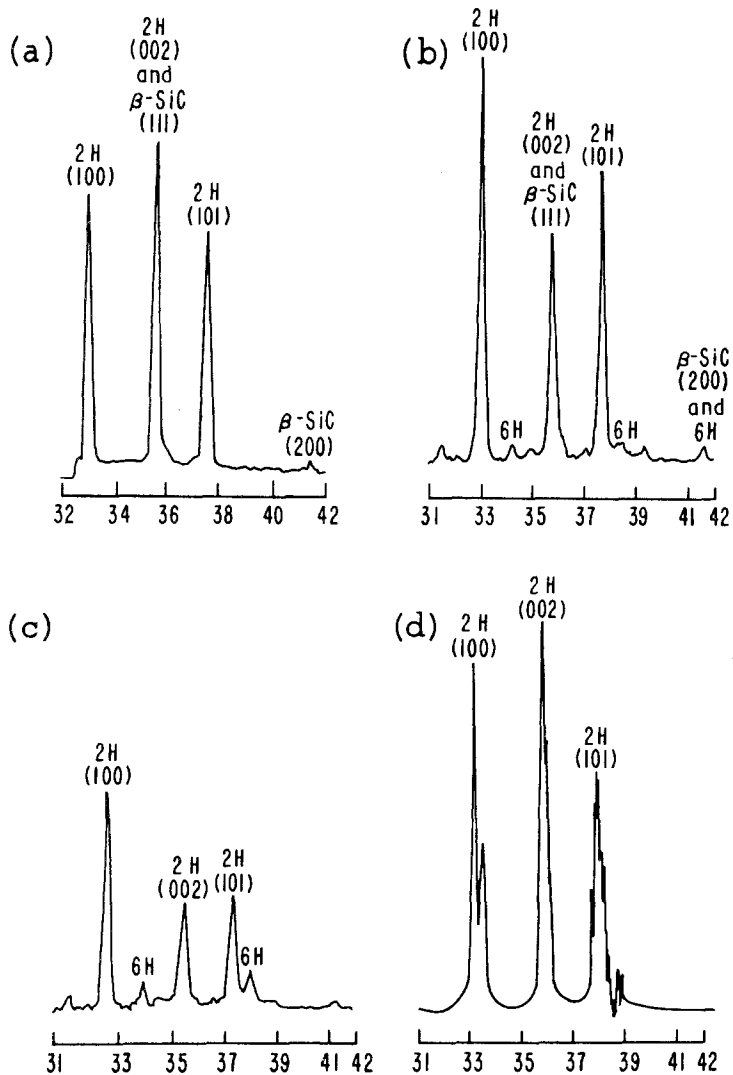 (a)
2H
(002)
and
β-SiC
(111)
2H
(100)
2H
(101)
β-SiC
(200)
32 34 36 38 40 42
(b)
2H
(100)
2H
(002)
and
β-SiC
(111)
2H
(101)
6H
6H
β-SiC
(200)
and
6H
31 33 35 37 39 41 42
(c)
2H
(100)
6H
2H
(002)
2H
(101)
6H
31 33 35 37 39 41 42
(d)
2H
(100)
2H
(002)
2H
(101)
31 33 35 37 39 41 42